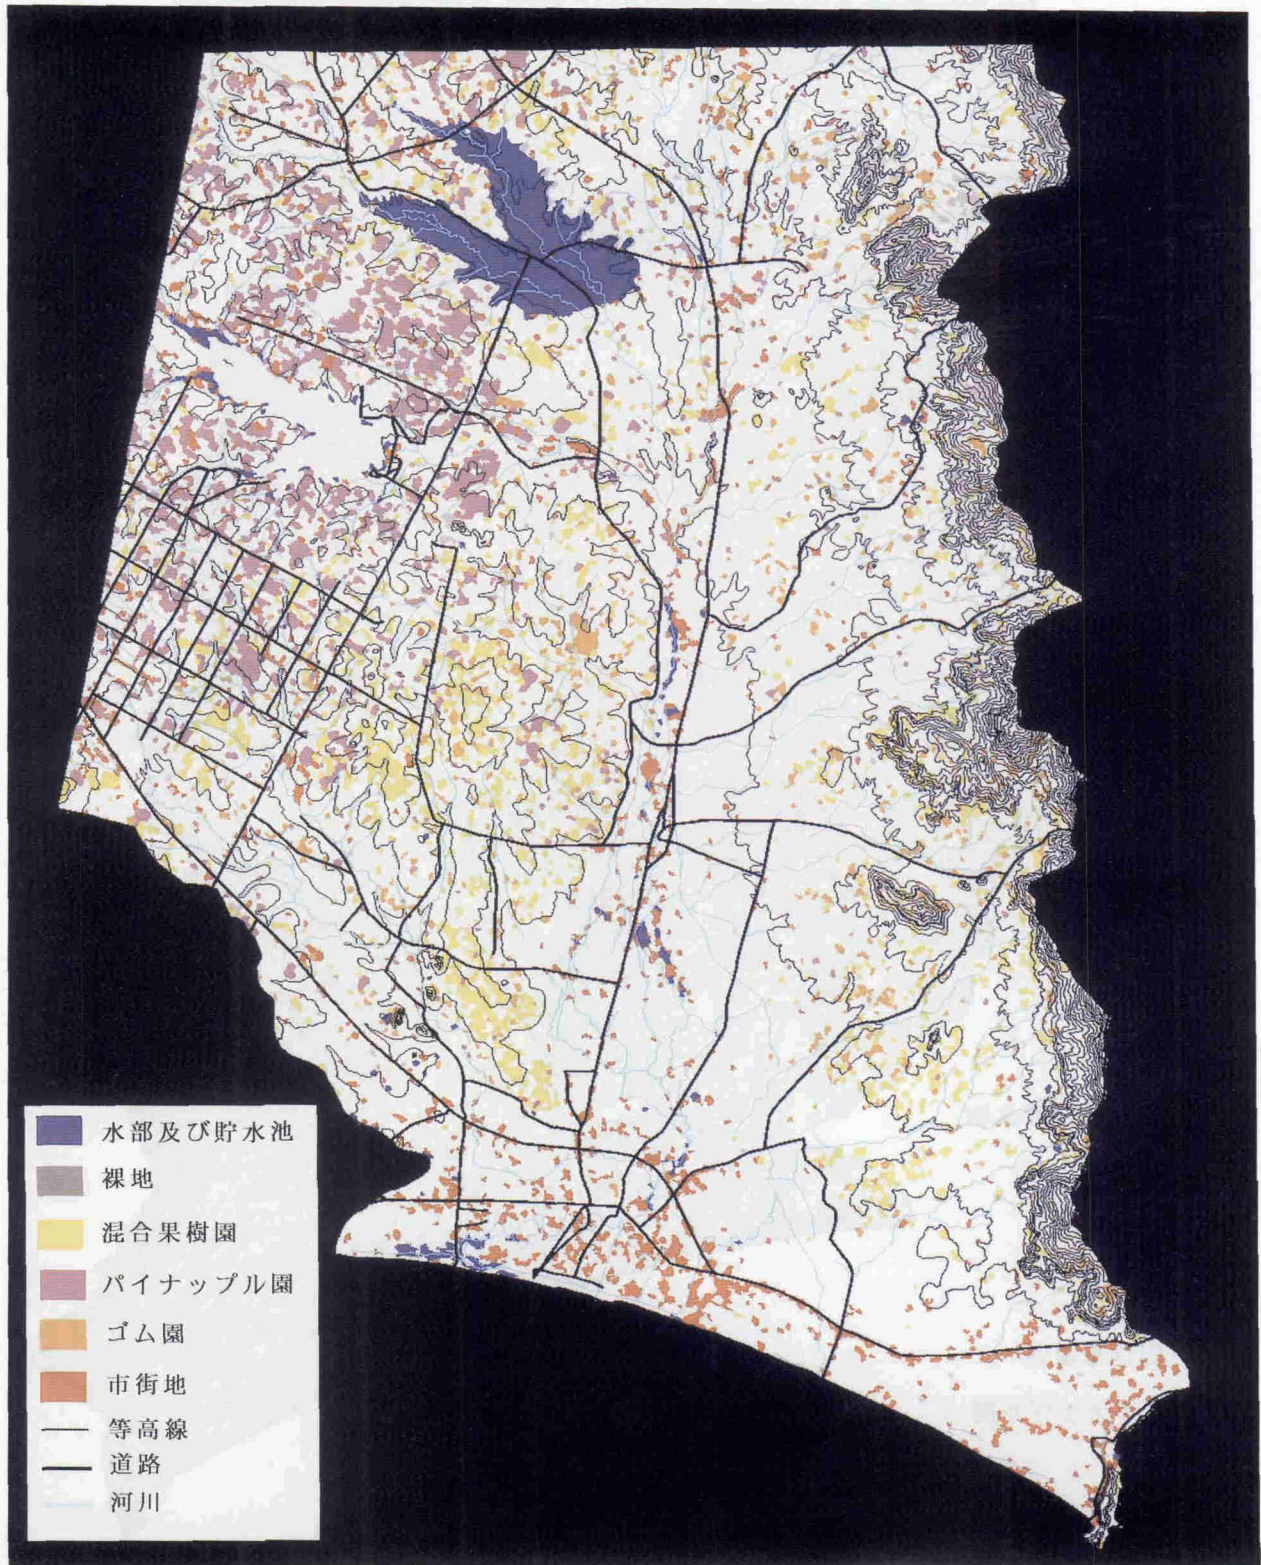 水部及び貯水池
裸地
混合果樹園
パイナップル園
ゴム園
市街地
等高線
道路
河川